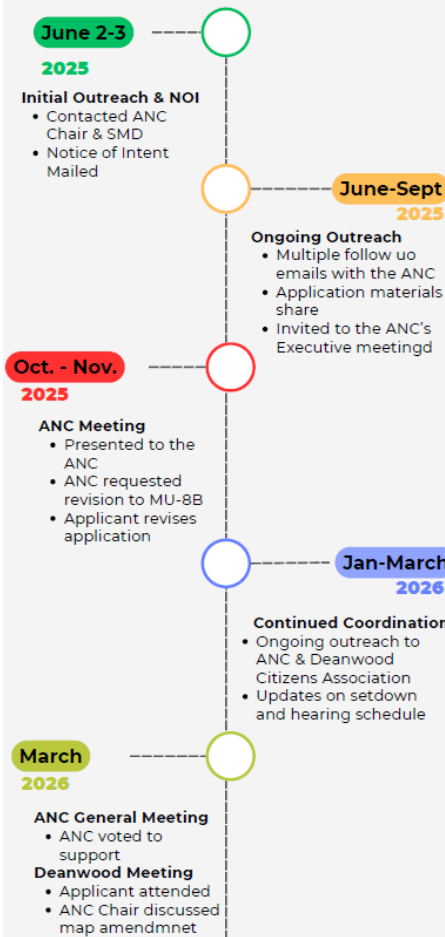 June 2-3
2025
Initial Outreach & NOI
• Contacted ANC
Chair & SMD
• Notice of Intent
Mailed
June-Sept
2025
Ongoing Outreach
• Multiple follow uo
emails with the ANC
• Application materials
share
• Invited to the ANC's
Executive meetingd
Oct. - Nov.
2025
ANC Meeting
• Presented to the
ANC
• ANC requested
revision to MU-8B
• Applicant revises
application
Jan-March
2026
Continued Coordination
• Ongoing outreach to
ANC & Deanwood
Citizens Association
• Updates on setdown
and hearing schedule
March
2026
ANC General Meeting
• ANC voted to
support
Deanwood Meeting
• Applicant attended
• ANC Chair discussed
map amendmnet